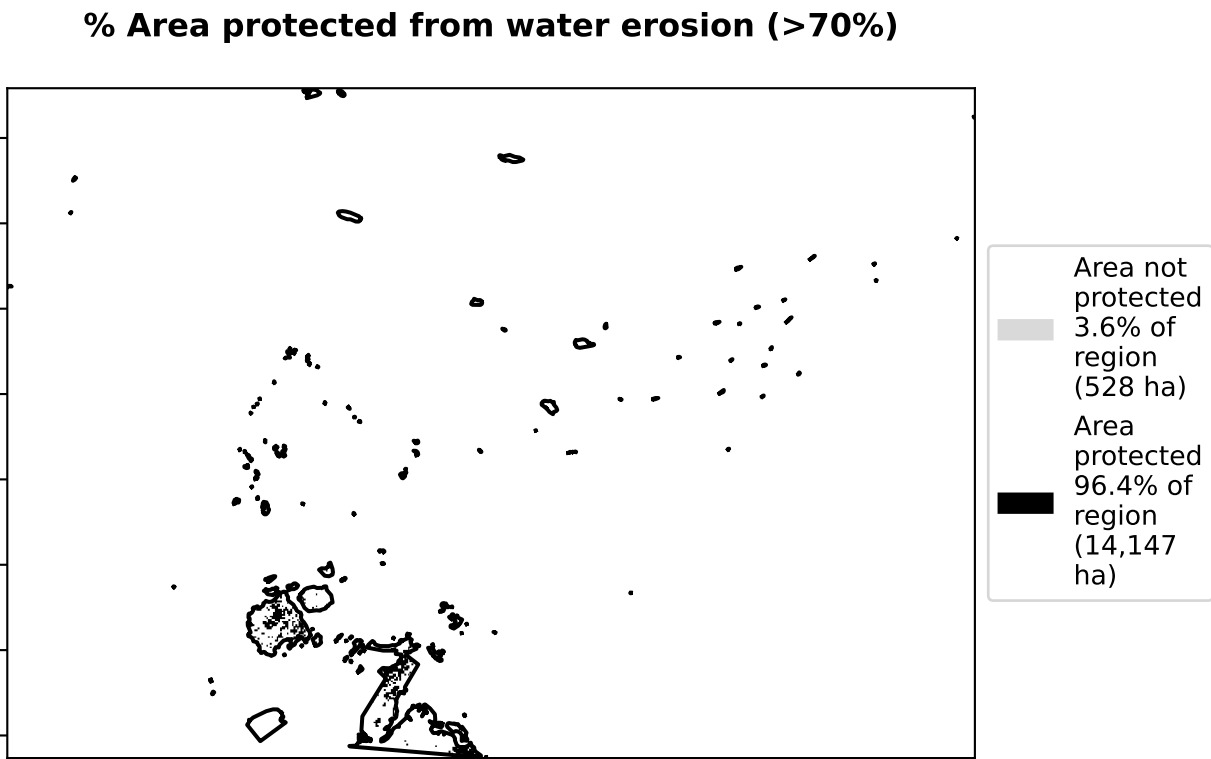 % Area protected from water erosion (>70%)
Area not
protected
3.6% of
region
(528 ha)
Area
protected
96.4% of
region
(14,147
ha)